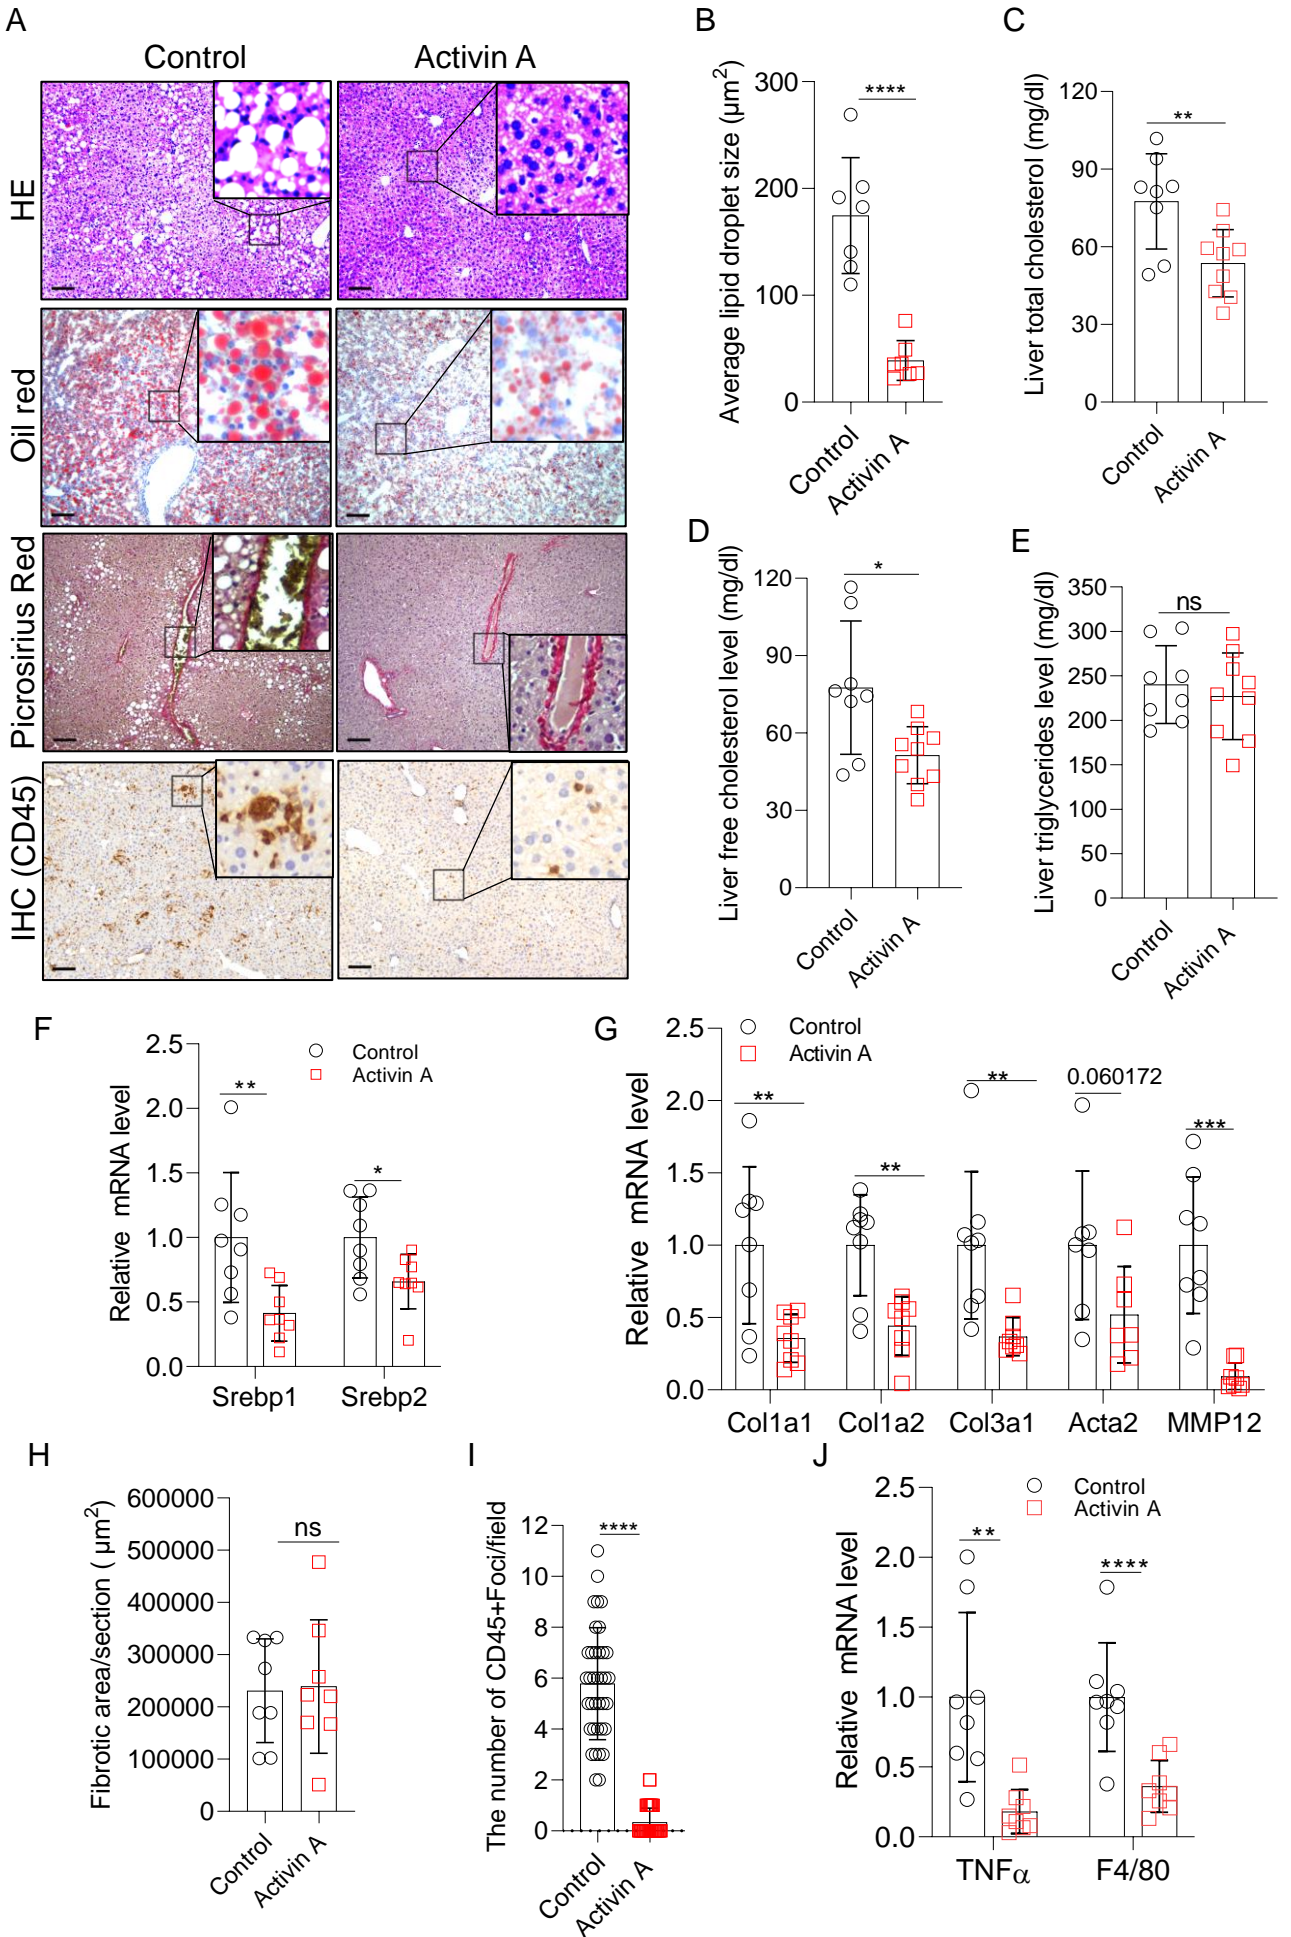 A
Control
Activin A
HE
Oil red
Picrosirius Red
IHC (CD45)
B
Average lipid droplet size (µm²)
300
200
100
0
****
Control
Activin A
C
Liver total cholesterol (mg/dl)
120
90
60
30
0
**
Control
Activin A
D
Liver free cholesterol level (mg/dl)
120
90
60
30
0
*
Control
Activin A
E
Liver triglycerides level (mg/dl)
350
300
250
200
150
100
50
0
ns
Control
Activin A
F
Relative mRNA level
2.5
2.0
1.5
1.0
0.5
0.0
Control
Activin A
**
*
Srebp1
Srebp2
G
Relative mRNA level
2.5
2.0
1.5
1.0
0.5
0.0
Control
Activin A
**
**
**
0.060172
***
Col1a1
Col1a2
Col3a1
Acta2
MMP12
H
Fibrotic area/section ( µm²)
600000
500000
400000
300000
200000
100000
0
ns
Control
Activin A
I
The number of CD45+Foci/field
12
10
8
6
4
2
0
****
Control
Activin A
J
Relative mRNA level
2.5
2.0
1.5
1.0
0.5
0.0
Control
Activin A
**
****
TNFα
F4/80